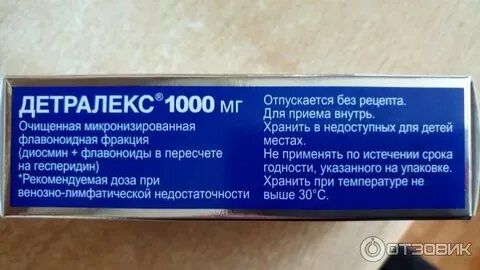 ДЕТРАЛЕКС® 1000 мг
Очищенная микронизированная
флавоноидная фракция
(диосмин + флавоноиды в пересчете
на гесперидин)
*Рекомендуемая доза при
венозно-лимфатической недостаточности
Отпускается без рецепта.
Для приема внутрь.
Хранить в недоступных для детей
местах.
Не применять по истечении срока
годности, указанного на упаковке.
Хранить при температуре не
выше 30°С.
ОТЗОВИК